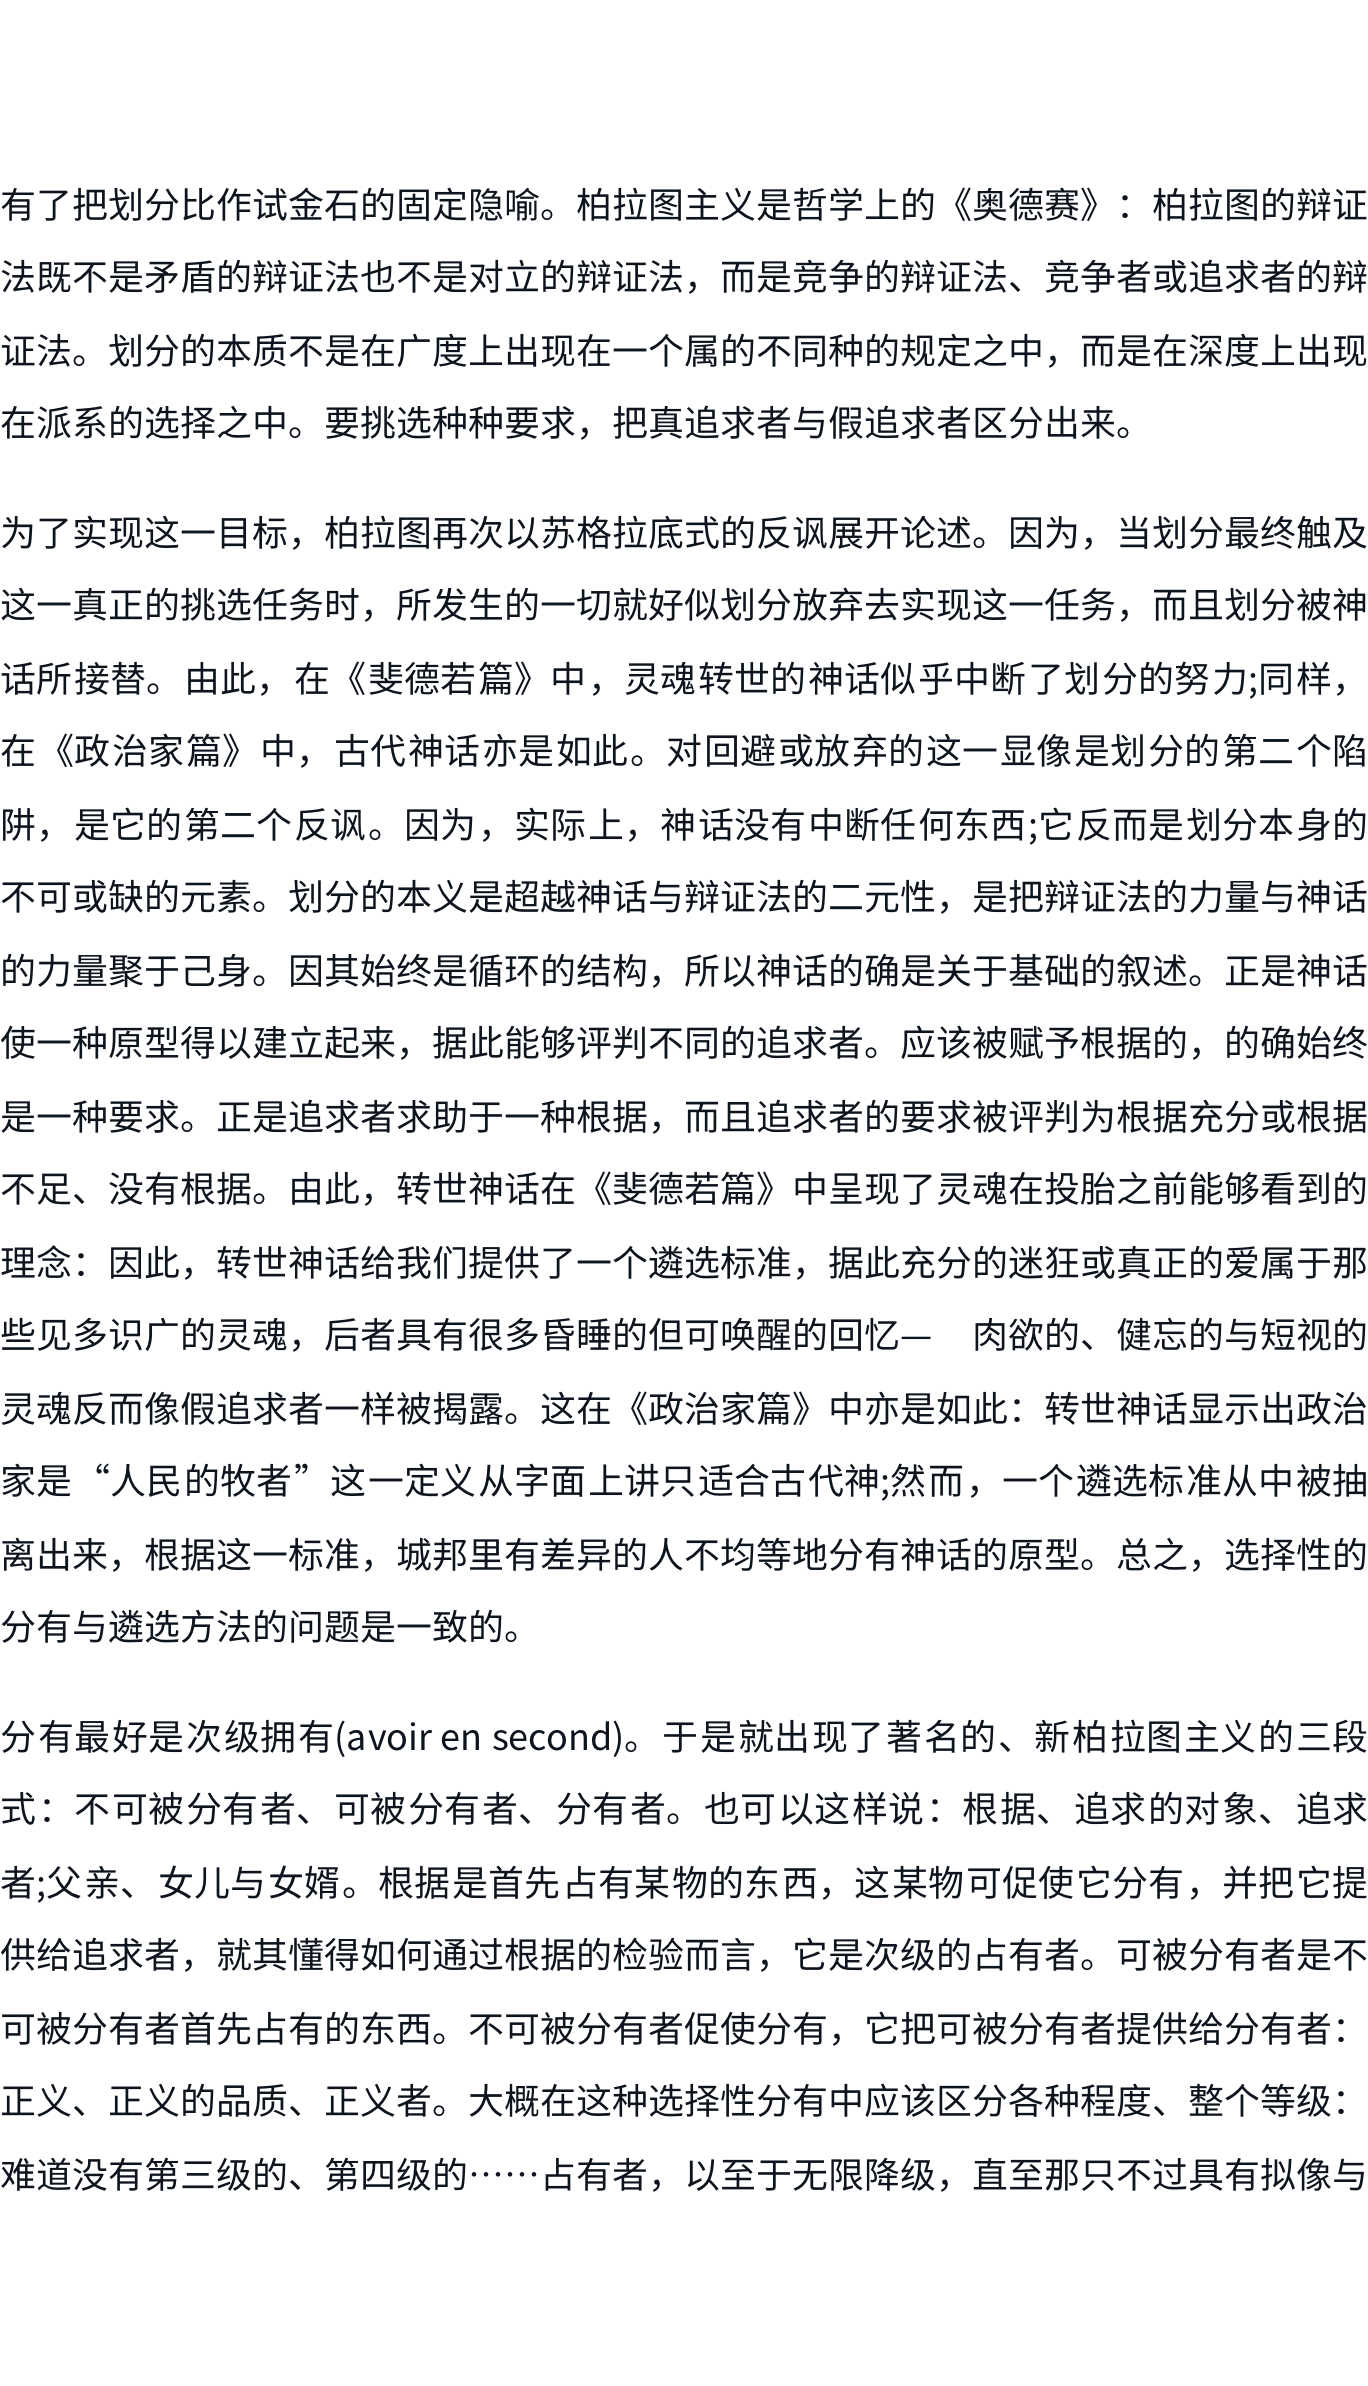 有了把划分比作试金石的固定隐喻。柏拉图主义是哲学上的《奥德赛》：柏拉图的辩证
法既不是矛盾的辩证法也不是对立的辩证法，而是竞争的辩证法、竞争者或追求者的辩
证法。划分的本质不是在广度上出现在一个属的不同种的规定之中，而是在深度上出现
在派系的选择之中。要挑选种种要求，把真追求者与假追求者区分出来。
为了实现这一目标，柏拉图再次以苏格拉底式的反讽展开论述。因为，当划分最终触及
这一真正的挑选任务时，所发生的一切就好似划分放弃去实现这一任务，而且划分被神
话所接替。由此，在《斐德若篇》中，灵魂转世的神话似乎中断了划分的努力;同样，
在《政治家篇》中，古代神话亦是如此。对回避或放弃的这一显像是划分的第二个陷
阱，是它的第二个反讽。因为，实际上，神话没有中断任何东西;它反而是划分本身的
不可或缺的元素。划分的本义是超越神话与辩证法的二元性，是把辩证法的力量与神话
的力量聚于己身。因其始终是循环的结构，所以神话的确是关于基础的叙述。正是神话
使一种原型得以建立起来，据此能够评判不同的追求者。应该被赋予根据的，的确始终
是一种要求。正是追求者求助于一种根据，而且追求者的要求被评判为根据充分或根据
不足、没有根据。由此，转世神话在《斐德若篇》中呈现了灵魂在投胎之前能够看到的
理念：因此，转世神话给我们提供了一个遴选标准，据此充分的迷狂或真正的爱属于那
些见多识广的灵魂，后者具有很多昏睡的但可唤醒的回忆—　肉欲的、健忘的与短视的
灵魂反而像假追求者一样被揭露。这在《政治家篇》中亦是如此：转世神话显示出政治
家是“人民的牧者”这一定义从字面上讲只适合古代神;然而，一个遴选标准从中被抽
离出来，根据这一标准，城邦里有差异的人不均等地分有神话的原型。总之，选择性的
分有与遴选方法的问题是一致的。
分有最好是次级拥有(avoir en second)。于是就出现了著名的、新柏拉图主义的三段
式：不可被分有者、可被分有者、分有者。也可以这样说：根据、追求的对象、追求
者;父亲、女儿与女婿。根据是首先占有某物的东西，这某物可促使它分有，并把它提
供给追求者，就其懂得如何通过根据的检验而言，它是次级的占有者。可被分有者是不
可被分有者首先占有的东西。不可被分有者促使分有，它把可被分有者提供给分有者：
正义、正义的品质、正义者。大概在这种选择性分有中应该区分各种程度、整个等级：
难道没有第三级的、第四级的……占有者，以至于无限降级，直至那只不过具有拟像与